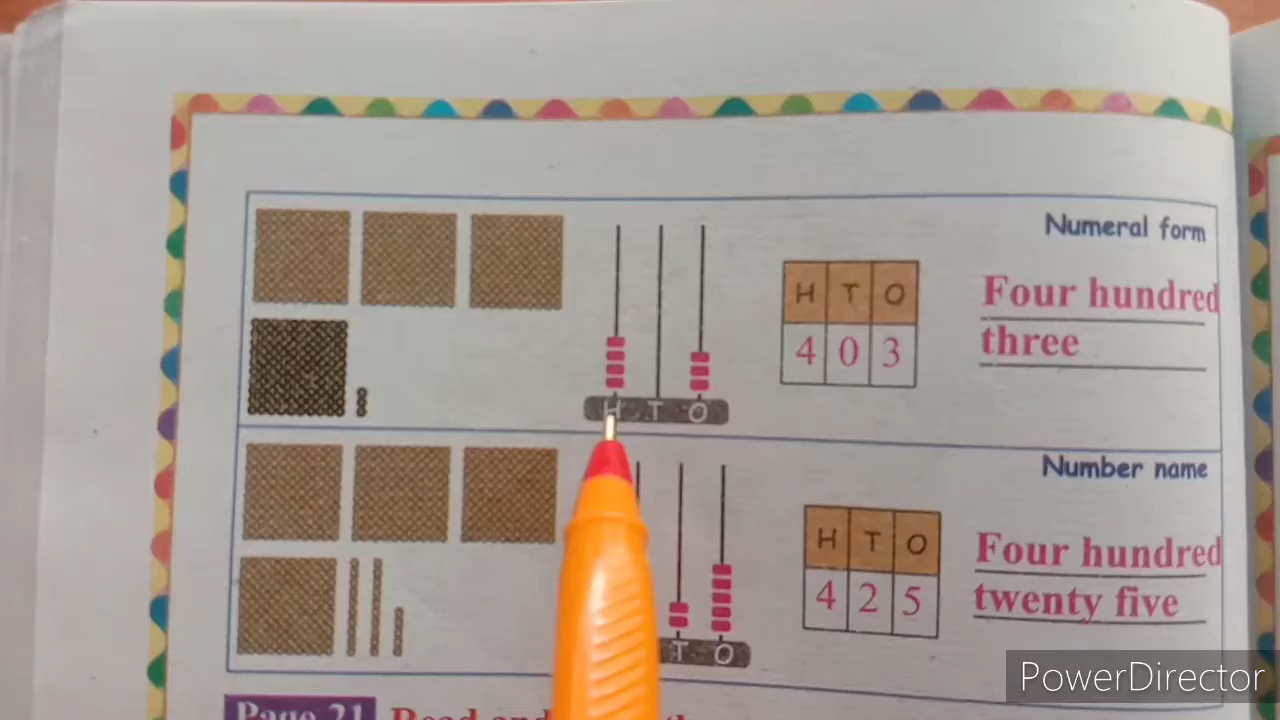 Numeral form
H T O
Four hundred
4 0 3
three
H T O
Number name
H T O
Four hundred
4 2 5
twenty five
T O
PowerDirector
Page 21